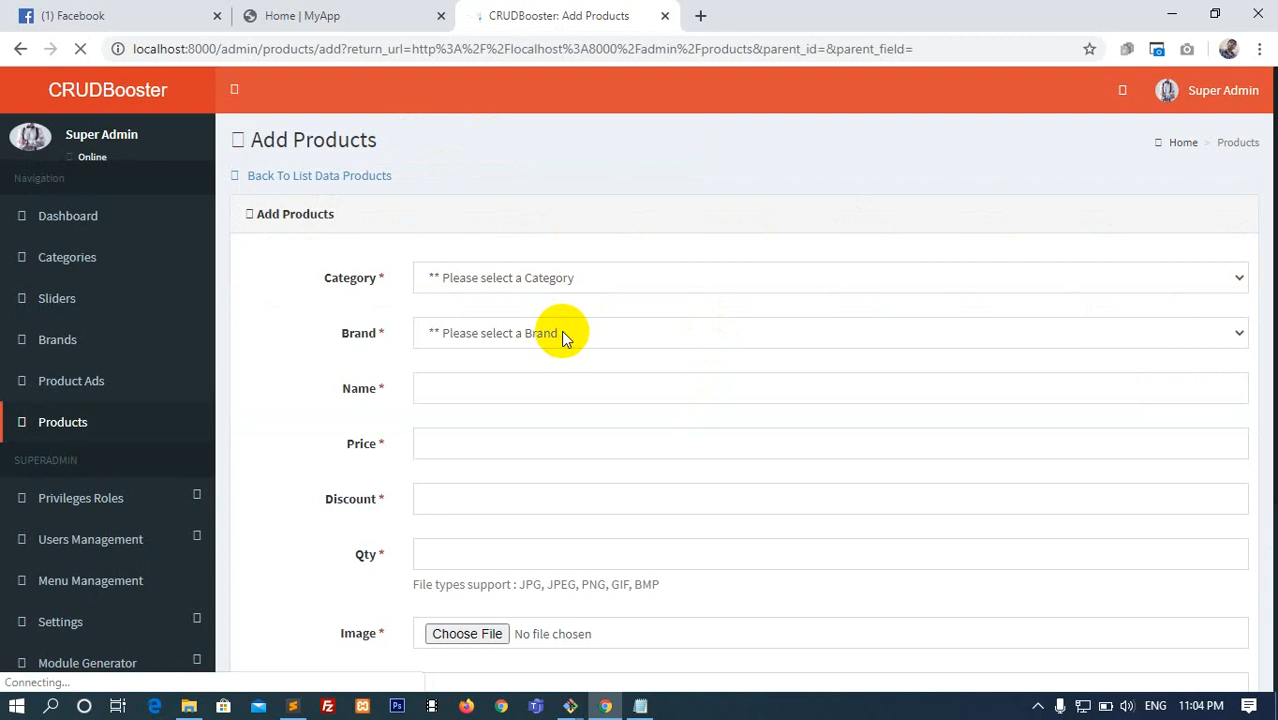 (1) Facebook
Home | MyApp
CRUDBooster: Add Products
localhost:8000/admin/products/add?return_url=http%3A%2F%2Flocalhost%3A8000%2Fadmin%2Fproducts&parent_id=&parent_field=
CRUDBooster
Super Admin
Super Admin
Online
Navigation
Dashboard
Categories
Sliders
Brands
Product Ads
Products
SUPERADMIN
Privileges Roles
Users Management
Menu Management
Settings
Module Generator
Connecting...
Add Products
Home > Products
Back To List Data Products
Add Products
Category * ** Please select a Category
Brand * ** Please select a Brand
Name *
Price *
Discount *
Qty *
File types support : JPG, JPEG, PNG, GIF, BMP
Image * Choose File No file chosen
11:04 PM